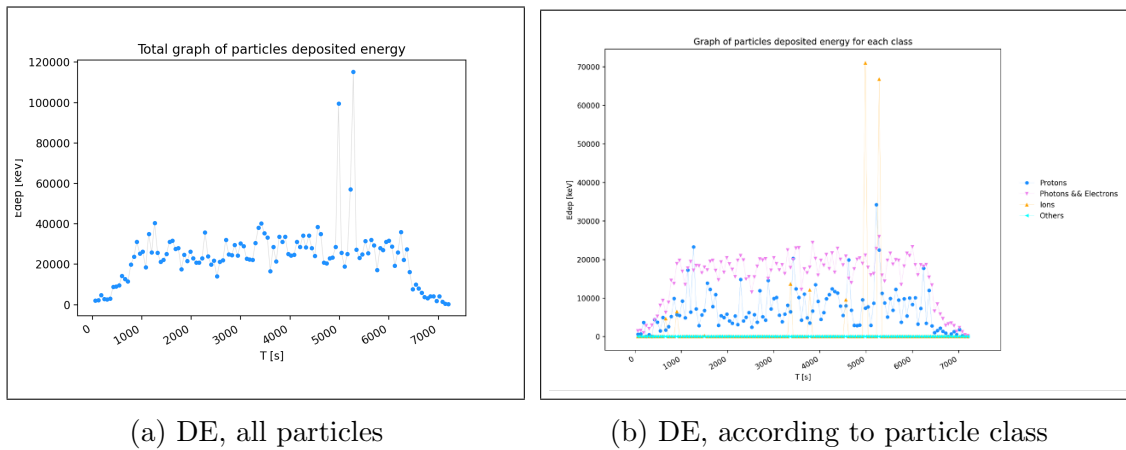 Total graph of particles deposited energy
120000
100000
80000
60000
40000
20000
0
Edep [keV]
0
1000
2000
3000
4000
5000
6000
7000
T [s]
(a) DE, all particles
Graph of particles deposited energy for each class
70000
60000
50000
40000
30000
20000
10000
0
Edep [keV]
0
1000
2000
3000
4000
5000
6000
7000
T [s]
Protons
Photons && Electrons
Ions
Others
(b) DE, according to particle class